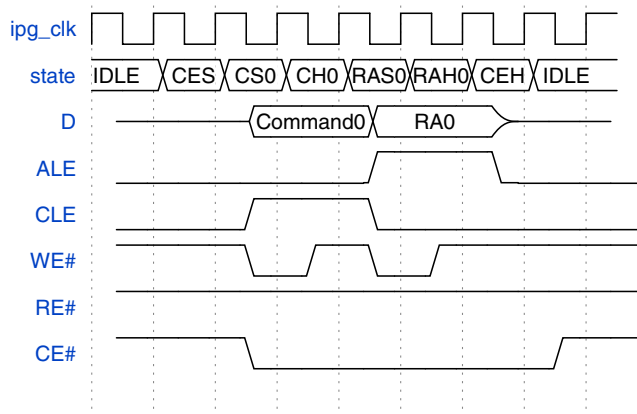 ipg_clk
state IDLE CES CS0 CH0 RAS0 RAH0 CEH IDLE
D Command0 RA0
ALE
CLE
WE#
RE#
CE#